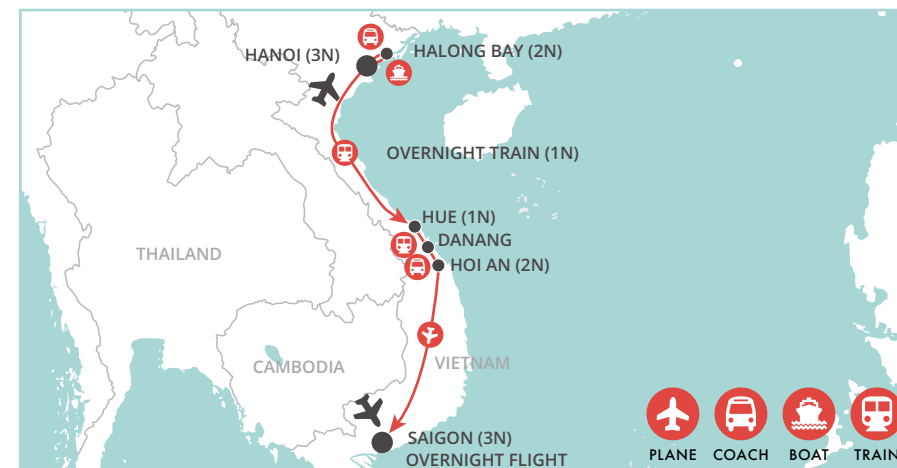 HANOI (3N)
HALONG BAY (2N)
OVERNIGHT TRAIN (1N)
HUE (1N)
DANANG
HOI AN (2N)
THAILAND
CAMBODIA
VIETNAM
SAIGON (3N)
OVERNIGHT FLIGHT
PLANE COACH BOAT TRAIN